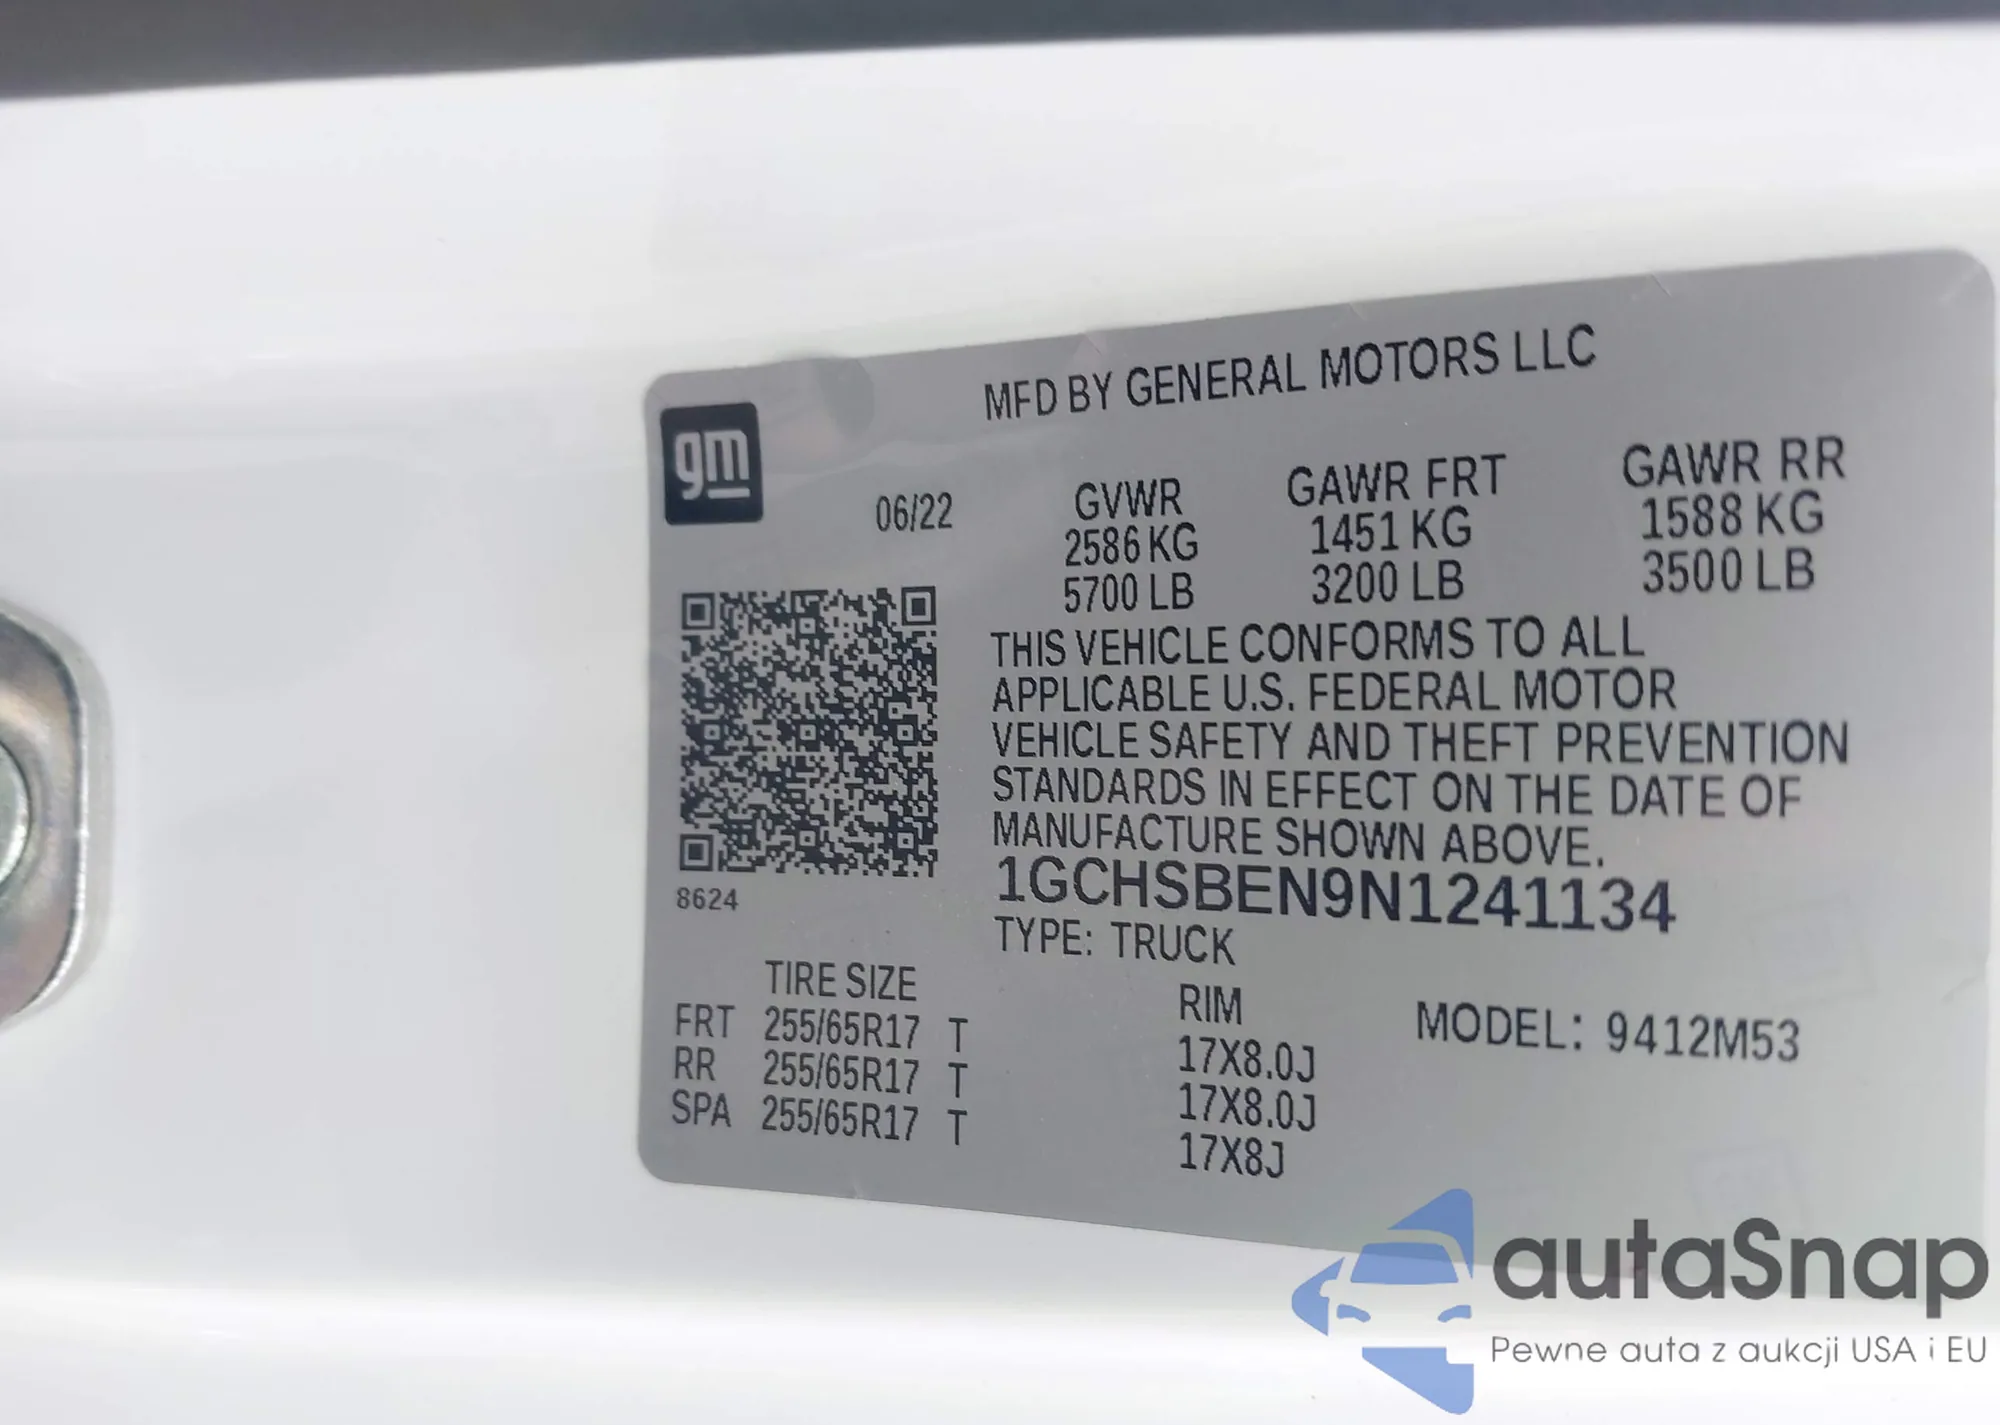 gm
MFD BY GENERAL MOTORS LLC
06/22
GVWR GAWR FRT GAWR RR
2586 KG 1451 KG 1588 KG
5700 LB 3200 LB 3500 LB
THIS VEHICLE CONFORMS TO ALL
APPLICABLE U.S. FEDERAL MOTOR
VEHICLE SAFETY AND THEFT PREVENTION
STANDARDS IN EFFECT ON THE DATE OF
MANUFACTURE SHOWN ABOVE.
1GCHSBEN9N1241134
8624
TYPE: TRUCK
TIRE SIZE RIM MODEL: 9412M53
FRT 255/65R17 T 17X8.0J
RR 255/65R17 T 17X8.0J
SPA 255/65R17 T 17X8J
autaSnap
Pewne auta z aukcji USA i EU